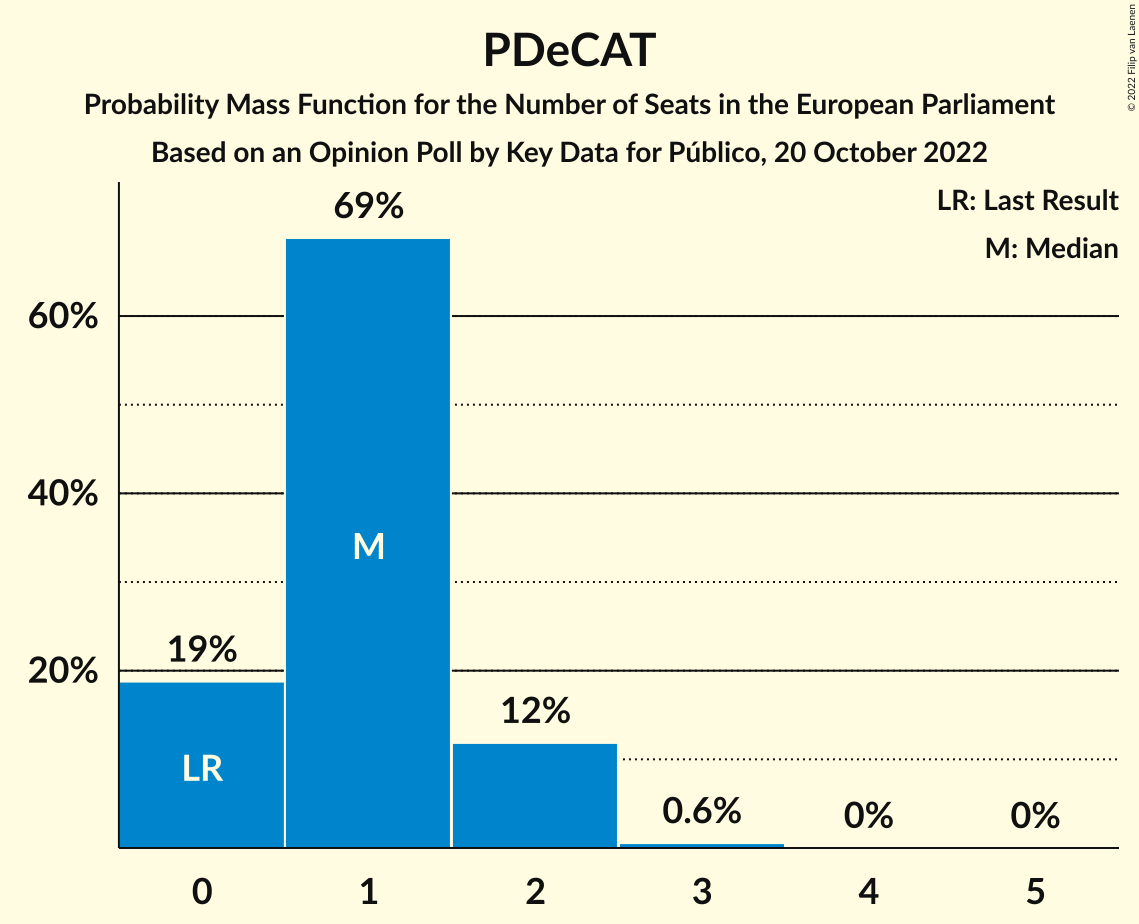 PDeCAT
Probability Mass Function for the Number of Seats in the European Parliament
Based on an Opinion Poll by Key Data for Público, 20 October 2022
© 2022 Filip van Laenen
LR: Last Result
M: Median
69%
60%
40%
M
19%
20%
12%
LR
0.6%
0%
0%
0 1 2 3 4 5